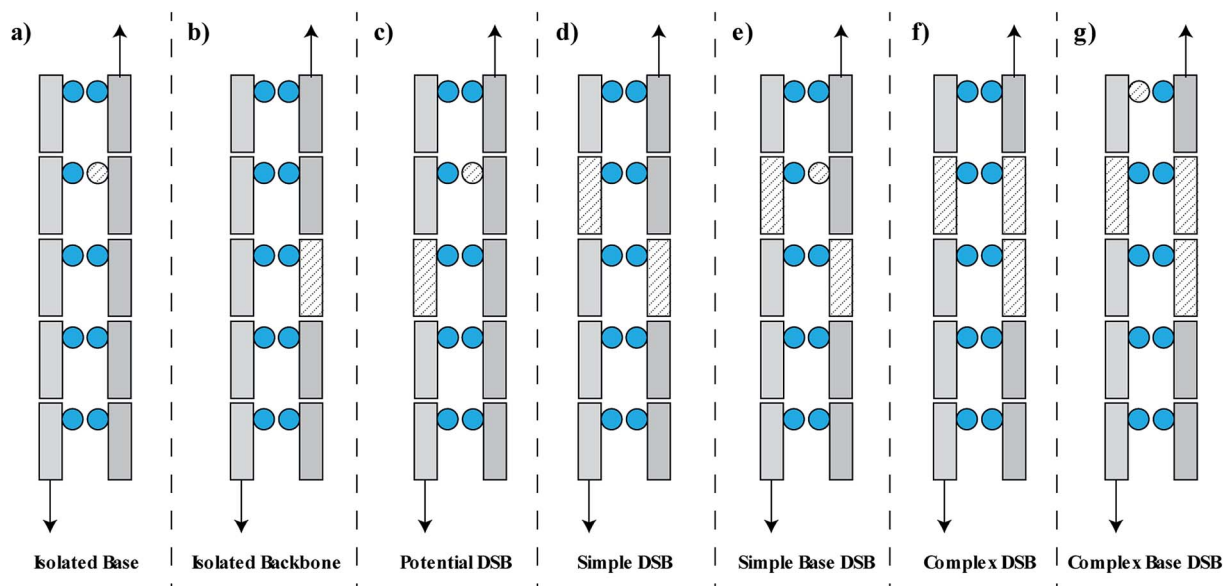 a)
b)
c)
d)
e)
f)
g)
Isolated Base
Isolated Backbone
Potential DSB
Simple DSB
Simple Base DSB
Complex DSB
Complex Base DSB